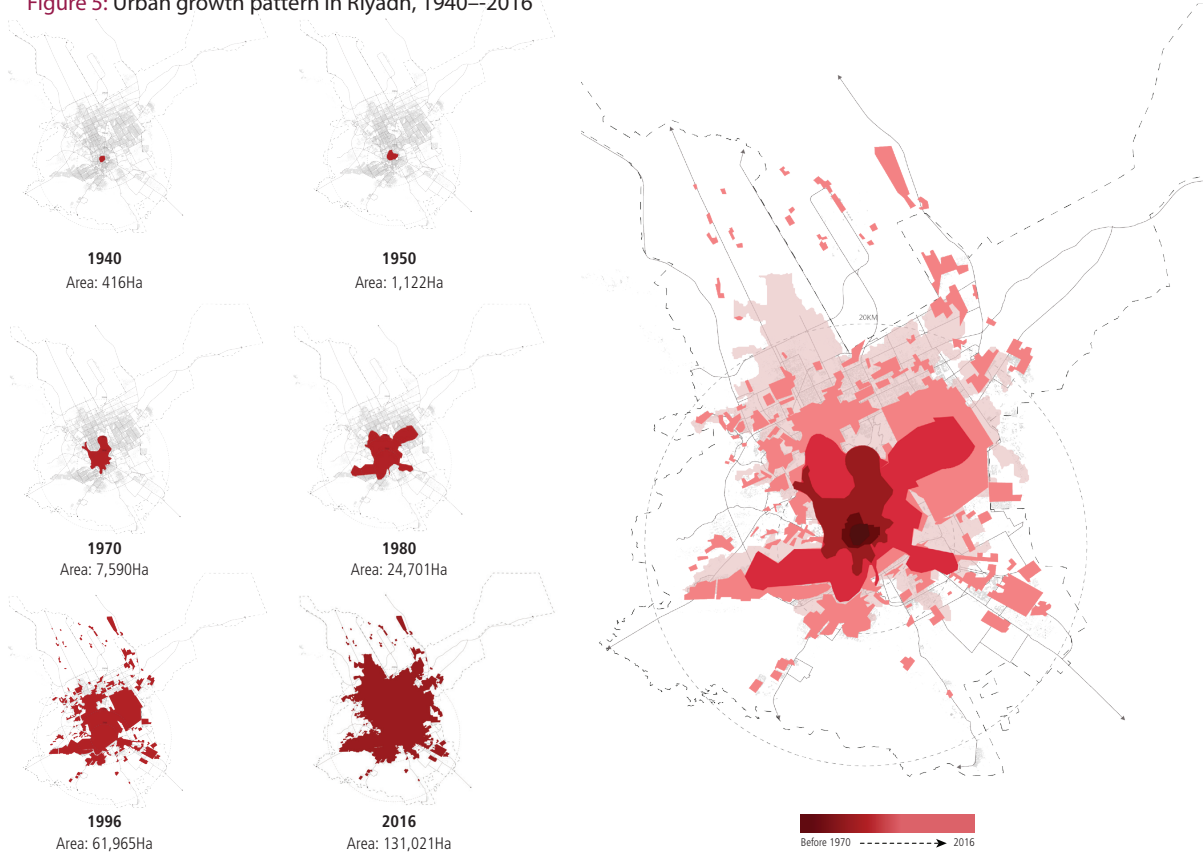 Figure 5: Urban growth pattern in Riyadh, 1940–-2016
1940
Area: 416Ha
1950
Area: 1,122Ha
1970
Area: 7,590Ha
1980
Area: 24,701Ha
1996
Area: 61,965Ha
2016
Area: 131,021Ha
20KM
Before 1970
2016